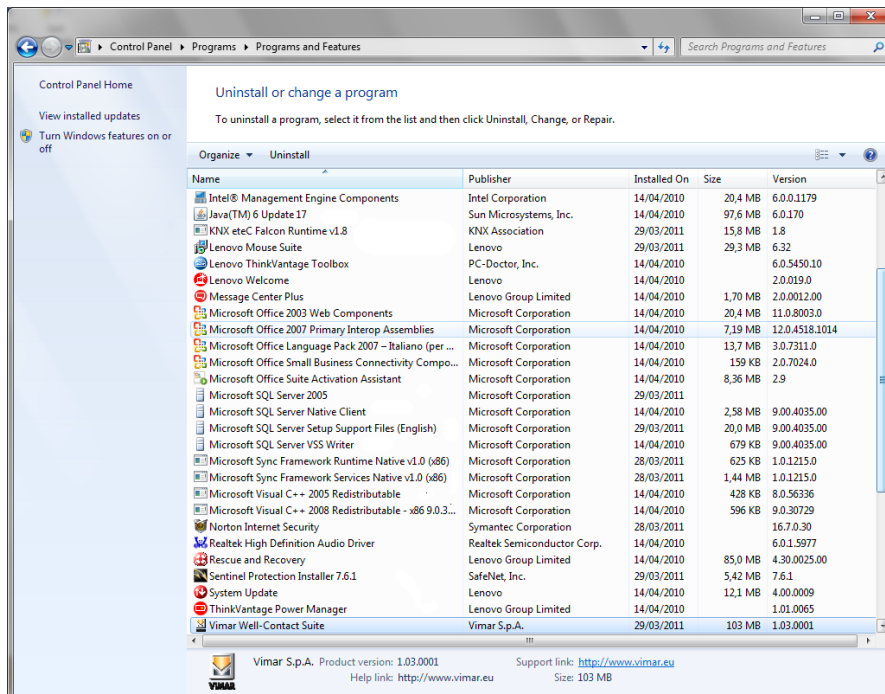 Control Panel Programs Programs and Features Search Programs and Features
Control Panel Home
View installed updates
Turn Windows features on or
off
Uninstall or change a program
To uninstall a program, select it from the list and then click Uninstall, Change, or Repair.
Organize Uninstall
Name Publisher Installed On Size Version
Intel® Management Engine Components Intel Corporation 14/04/2010 20,4 MB 6.0.0.1179
Java(TM) 6 Update 17 Sun Microsystems, Inc. 14/04/2010 97,6 MB 6.0.170
KNX eteC Falcon Runtime v1.8 KNX Association 29/03/2011 15,8 MB 1.8
Lenovo Mouse Suite Lenovo 29/03/2011 29,3 MB 6.32
Lenovo ThinkVantage Toolbox PC-Doctor, Inc. 14/04/2010 6.0.5450.10
Lenovo Welcome Lenovo 14/04/2010 2.0.019.0
Message Center Plus Lenovo Group Limited 14/04/2010 1,70 MB 2.0.0012.00
Microsoft Office 2003 Web Components Microsoft Corporation 14/04/2010 20,4 MB 11.0.8003.0
Microsoft Office 2007 Primary Interop Assemblies Microsoft Corporation 14/04/2010 7,19 MB 12.0.4518.1014
Microsoft Office Language Pack 2007 – Italiano (per ... Microsoft Corporation 14/04/2010 13,7 MB 3.0.7311.0
Microsoft Office Small Business Connectivity Compo... Microsoft Corporation 14/04/2010 159 KB 2.0.7024.0
Microsoft Office Suite Activation Assistant Microsoft Corporation 14/04/2010 8,36 MB 2.9
Microsoft SQL Server 2005 Microsoft Corporation 29/03/2011
Microsoft SQL Server Native Client Microsoft Corporation 14/04/2010 2,58 MB 9.00.4035.00
Microsoft SQL Server Setup Support Files (English) Microsoft Corporation 29/03/2011 20,0 MB 9.00.4035.00
Microsoft SQL Server VSS Writer Microsoft Corporation 14/04/2010 679 KB 9.00.4035.00
Microsoft Sync Framework Runtime Native v1.0 (x86) Microsoft Corporation 28/03/2011 625 KB 1.0.1215.0
Microsoft Sync Framework Services Native v1.0 (x86) Microsoft Corporation 28/03/2011 1,44 MB 1.0.1215.0
Microsoft Visual C++ 2005 Redistributable Microsoft Corporation 14/04/2010 428 KB 8.0.56336
Microsoft Visual C++ 2008 Redistributable - x86 9.0.3... Microsoft Corporation 14/04/2010 596 KB 9.0.30729
Norton Internet Security Symantec Corporation 28/03/2011 16.7.0.30
Realtek High Definition Audio Driver Realtek Semiconductor Corp. 14/04/2010 6.0.1.5977
Rescue and Recovery Lenovo Group Limited 14/04/2010 85,0 MB 4.30.0025.00
Sentinel Protection Installer 7.6.1 SafeNet, Inc. 29/03/2011 5,42 MB 7.6.1
System Update Lenovo 14/04/2010 12,1 MB 4.00.0009
ThinkVantage Power Manager Lenovo Group Limited 14/04/2010 1.01.0065
Vimar Well-Contact Suite Vimar S.p.A. 29/03/2011 103 MB 1.03.0001
Vimar S.p.A. Product version: 1.03.0001 Support link: http://www.vimar.eu
Help link: http://www.vimar.eu Size: 103 MB
VIMAR